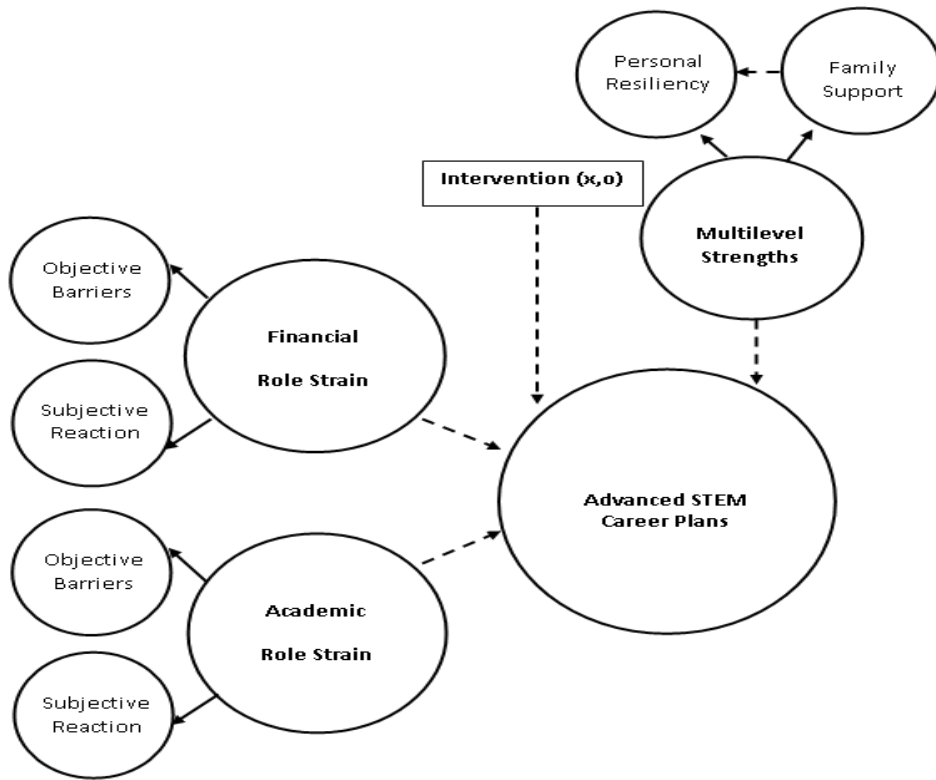 Personal
Resiliency
Family
Support
Intervention (x,o)
Multilevel
Strengths
Objective
Barriers
Financial
Role Strain
Subjective
Reaction
Advanced STEM
Career Plans
Objective
Barriers
Academic
Role Strain
Subjective
Reaction